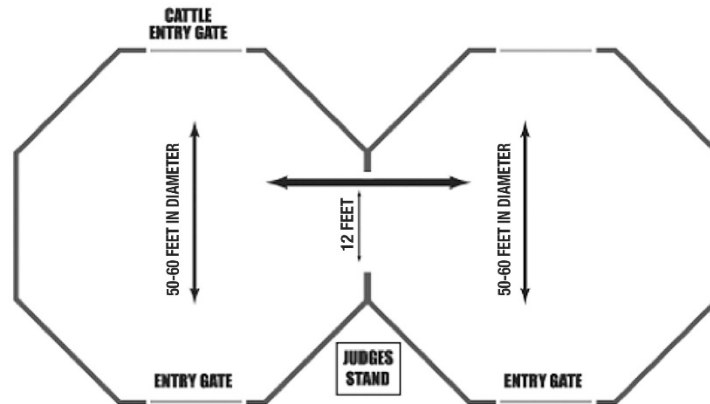 CATTLE
ENTRY GATE
50-60 FEET IN DIAMETER
12 FEET
50-60 FEET IN DIAMETER
ENTRY GATE
JUDGES
STAND
ENTRY GATE